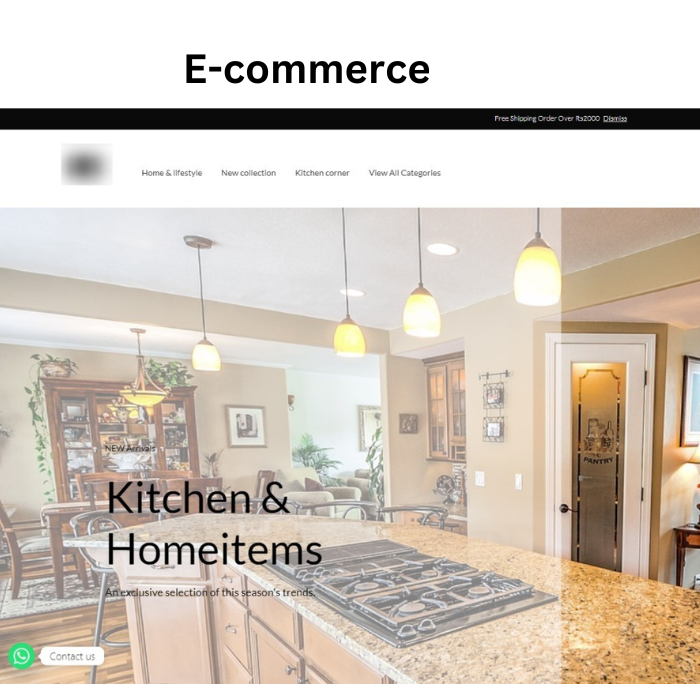 E-commerce
Free Shipping Order Over Rs2000 Dismiss
Home & lifestyle New collection Kitchen corner View All Categories
PANTRY
NEW Arrivals
Kitchen &
Homeitems
An exclusive selection of this season's trends.
Contact us